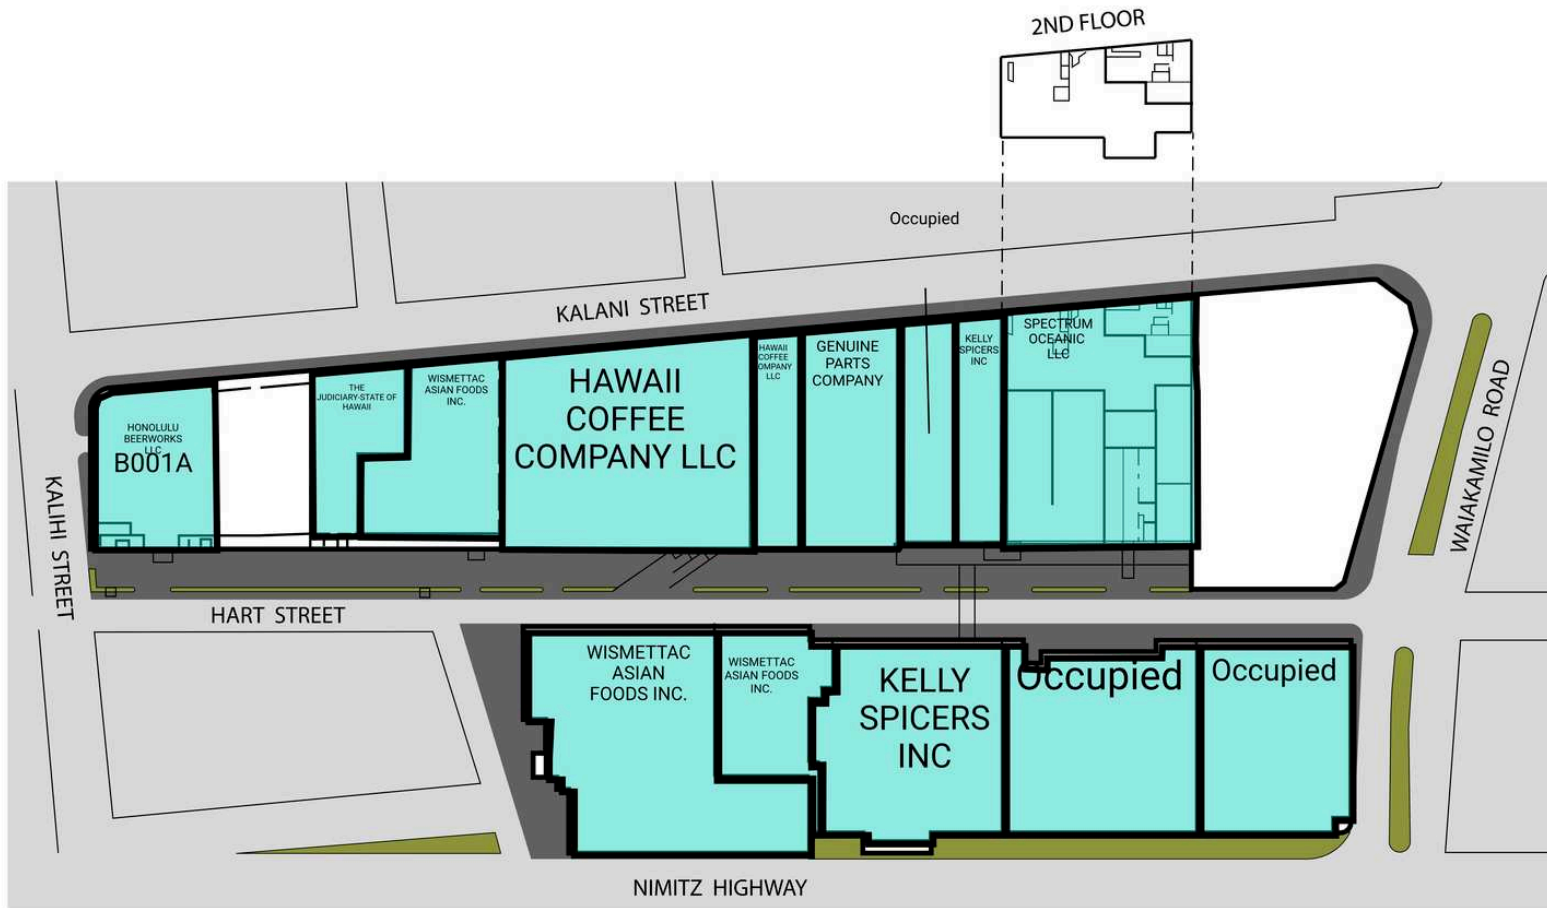 2ND FLOOR
Occupied
KALANI STREET
HONOLULU
BEERWORKS
LLC
B001A
THE
JUDICIARY-STATE OF
HAWAII
WISMETTAC
ASIAN FOODS
INC.
HAWAII
COFFEE
COMPANY LLC
HAWAII
COFFEE
OMPANY
LLC
GENUINE
PARTS
COMPANY
KELLY
SPICERS
INC
SPECTRUM
OCEANIC
LLC
KALIHI STREET
WAIAKAMILO ROAD
HART STREET
WISMETTAC
ASIAN
FOODS INC.
WISMETTAC
ASIAN FOODS
INC.
KELLY
SPICERS
INC
Occupied
Occupied
NIMITZ HIGHWAY